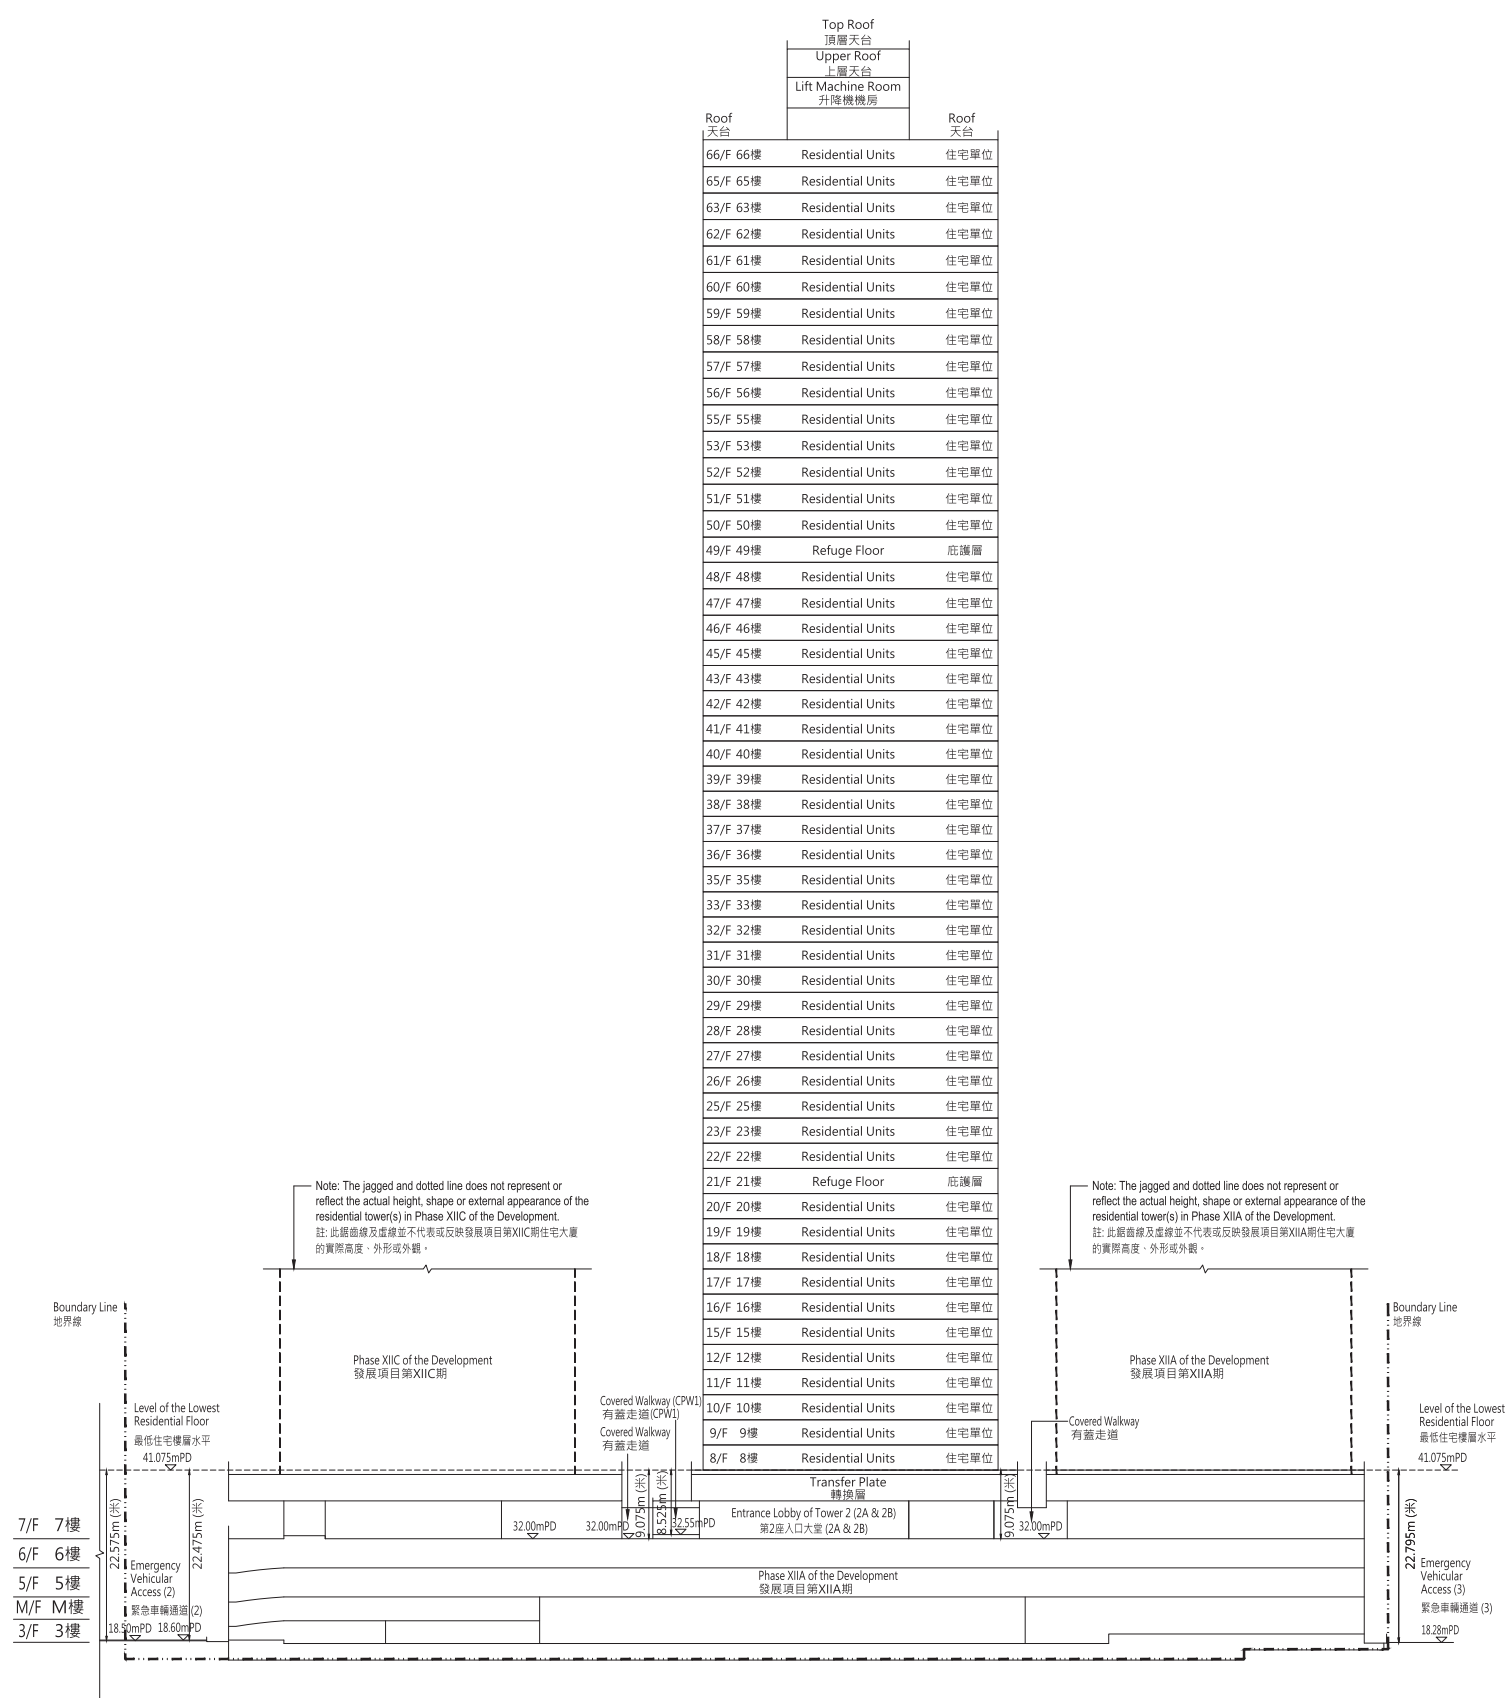 Top Roof
頂層天台
Upper Roof
上層天台
Lift Machine Room
升降機機房
Roof
天台
Roof
天台
66/F 66樓 Residential Units 住宅單位
65/F 65樓 Residential Units 住宅單位
63/F 63樓 Residential Units 住宅單位
62/F 62樓 Residential Units 住宅單位
61/F 61樓 Residential Units 住宅單位
60/F 60樓 Residential Units 住宅單位
59/F 59樓 Residential Units 住宅單位
58/F 58樓 Residential Units 住宅單位
57/F 57樓 Residential Units 住宅單位
56/F 56樓 Residential Units 住宅單位
55/F 55樓 Residential Units 住宅單位
53/F 53樓 Residential Units 住宅單位
52/F 52樓 Residential Units 住宅單位
51/F 51樓 Residential Units 住宅單位
50/F 50樓 Residential Units 住宅單位
49/F 49樓 Refuge Floor 庇護層
48/F 48樓 Residential Units 住宅單位
47/F 47樓 Residential Units 住宅單位
46/F 46樓 Residential Units 住宅單位
45/F 45樓 Residential Units 住宅單位
43/F 43樓 Residential Units 住宅單位
42/F 42樓 Residential Units 住宅單位
41/F 41樓 Residential Units 住宅單位
40/F 40樓 Residential Units 住宅單位
39/F 39樓 Residential Units 住宅單位
38/F 38樓 Residential Units 住宅單位
37/F 37樓 Residential Units 住宅單位
36/F 36樓 Residential Units 住宅單位
35/F 35樓 Residential Units 住宅單位
33/F 33樓 Residential Units 住宅單位
32/F 32樓 Residential Units 住宅單位
31/F 31樓 Residential Units 住宅單位
30/F 30樓 Residential Units 住宅單位
29/F 29樓 Residential Units 住宅單位
28/F 28樓 Residential Units 住宅單位
27/F 27樓 Residential Units 住宅單位
26/F 26樓 Residential Units 住宅單位
25/F 25樓 Residential Units 住宅單位
23/F 23樓 Residential Units 住宅單位
22/F 22樓 Residential Units 住宅單位
21/F 21樓 Refuge Floor 庇護層
20/F 20樓 Residential Units 住宅單位
19/F 19樓 Residential Units 住宅單位
18/F 18樓 Residential Units 住宅單位
17/F 17樓 Residential Units 住宅單位
16/F 16樓 Residential Units 住宅單位
15/F 15樓 Residential Units 住宅單位
12/F 12樓 Residential Units 住宅單位
11/F 11樓 Residential Units 住宅單位
10/F 10樓 Residential Units 住宅單位
9/F 9樓 Residential Units 住宅單位
8/F 8樓 Residential Units 住宅單位
Note: The jagged and dotted line does not represent or
reflect the actual height, shape or external appearance of the
residential tower(s) in Phase XIIC of the Development.
註: 此鋸齒線及虛線並不代表或反映發展項目第XIIC期住宅大廈
的實際高度、外形或外觀。
Note: The jagged and dotted line does not represent or
reflect the actual height, shape or external appearance of the
residential tower(s) in Phase XIIA of the Development.
註: 此鋸齒線及虛線並不代表或反映發展項目第XIIA期住宅大廈
的實際高度、外形或外觀。
Boundary Line
地界線
Boundary Line
地界線
Phase XIIC of the Development
發展項目第XIIC期
Phase XIIA of the Development
發展項目第XIIA期
Level of the Lowest
Residential Floor
最低住宅樓層水平
41.075mPD
Covered Walkway (CPW1)
有蓋走道(CPW1)
Covered Walkway
有蓋走道
Covered Walkway
有蓋走道
Level of the Lowest
Residential Floor
最低住宅樓層水平
41.075mPD
Transfer Plate
轉換層
Entrance Lobby of Tower 2 (2A & 2B)
第2座入口大堂 (2A & 2B)
22.575m (米)
22.475m (米)
9.075m (米)
8.525m (米)
9.075m (米)
22.795m (米)
32.00mPD
32.00mPD
32.55mPD
32.00mPD
7/F 7樓
6/F 6樓
5/F 5樓
M/F M樓
3/F 3樓
Emergency
Vehicular
Access (2)
緊急車輛通道 (2)
18.50mPD 18.60mPD
Phase XIIA of the Development
發展項目第XIIA期
Emergency
Vehicular
Access (3)
緊急車輛通道 (3)
18.28mPD